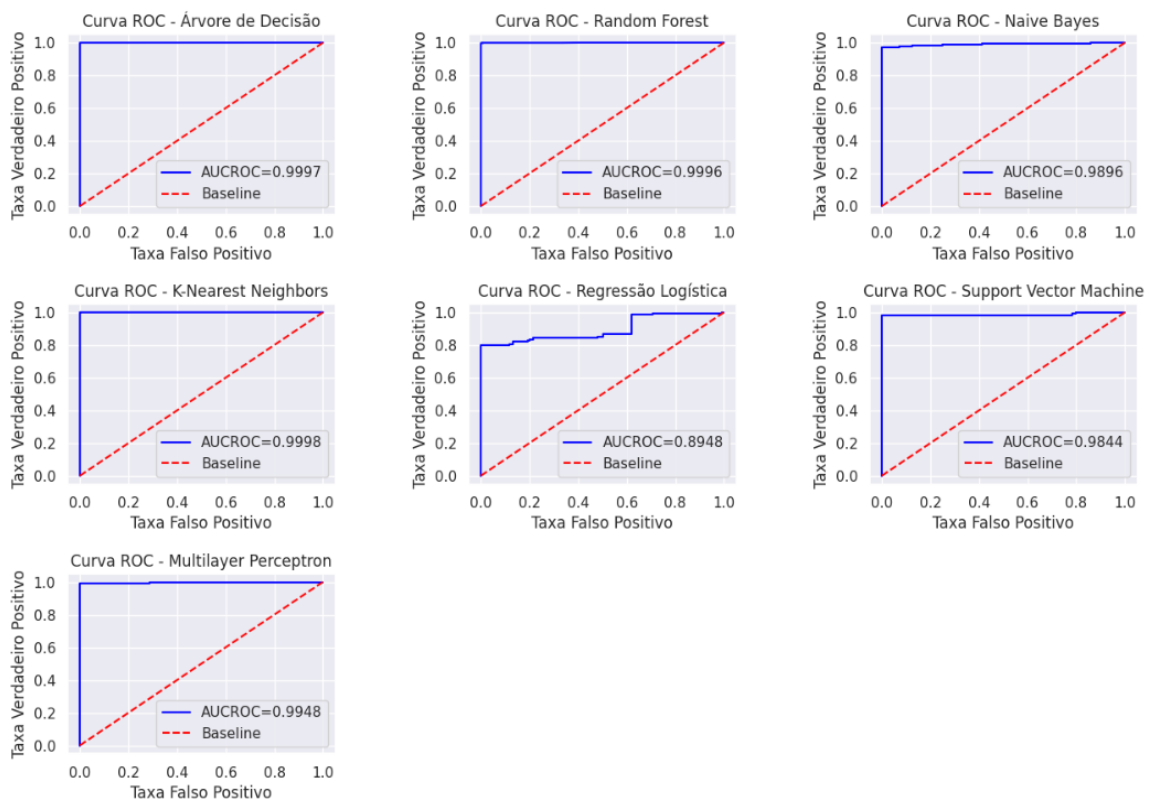 Curva ROC - Árvore de Decisão
Taxa Verdadeiro Positivo
1.0
0.8
0.6
0.4
0.2
0.0
AUCROC=0.9997
Baseline
0.0 0.2 0.4 0.6 0.8 1.0
Taxa Falso Positivo
Curva ROC - Random Forest
Taxa Verdadeiro Positivo
1.0
0.8
0.6
0.4
0.2
0.0
AUCROC=0.9996
Baseline
0.0 0.2 0.4 0.6 0.8 1.0
Taxa Falso Positivo
Curva ROC - Naive Bayes
Taxa Verdadeiro Positivo
1.0
0.8
0.6
0.4
0.2
0.0
AUCROC=0.9896
Baseline
0.0 0.2 0.4 0.6 0.8 1.0
Taxa Falso Positivo
Curva ROC - K-Nearest Neighbors
Taxa Verdadeiro Positivo
1.0
0.8
0.6
0.4
0.2
0.0
AUCROC=0.9998
Baseline
0.0 0.2 0.4 0.6 0.8 1.0
Taxa Falso Positivo
Curva ROC - Regressão Logística
Taxa Verdadeiro Positivo
1.0
0.8
0.6
0.4
0.2
0.0
AUCROC=0.8948
Baseline
0.0 0.2 0.4 0.6 0.8 1.0
Taxa Falso Positivo
Curva ROC - Support Vector Machine
Taxa Verdadeiro Positivo
1.0
0.8
0.6
0.4
0.2
0.0
AUCROC=0.9844
Baseline
0.0 0.2 0.4 0.6 0.8 1.0
Taxa Falso Positivo
Curva ROC - Multilayer Perceptron
Taxa Verdadeiro Positivo
1.0
0.8
0.6
0.4
0.2
0.0
AUCROC=0.9948
Baseline
0.0 0.2 0.4 0.6 0.8 1.0
Taxa Falso Positivo